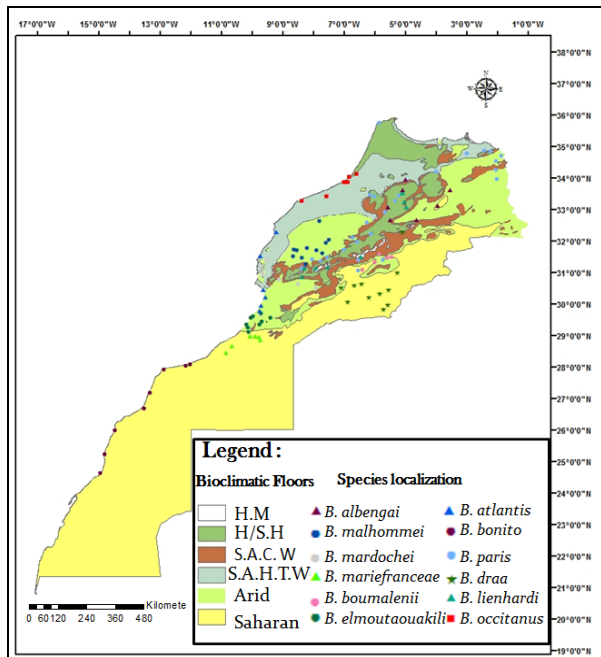 17°0'0"W 15°0'0"W 13°0'0"W 11°0'0"W 9°0'0"W 7°0'0"W 5°0'0"W 3°0'0"W 1°0'0"W
38°0'0"N
37°0'0"N
36°0'0"N
35°0'0"N
34°0'0"N
33°0'0"N
32°0'0"N
31°0'0"N
30°0'0"N
29°0'0"N
28°0'0"N
27°0'0"N
26°0'0"N
25°0'0"N
24°0'0"N
23°0'0"N
22°0'0"N
21°0'0"N
20°0'0"N
19°0'0"N
N
W E
S
Legend :
Bioclimatic Floors Species localization
H.M
H/S.H
S.A.C.W
S.A.H.T.W
Arid
Saharan
B. albengai
B. malhommei
B. mardochei
B. mariefranceae
B. boumalenii
B. elmoutaouakili
B. atlantis
B. bonito
B. paris
B. draa
B. lienhardi
B. occitanus
Kilomete
0 60 120 240 360 480